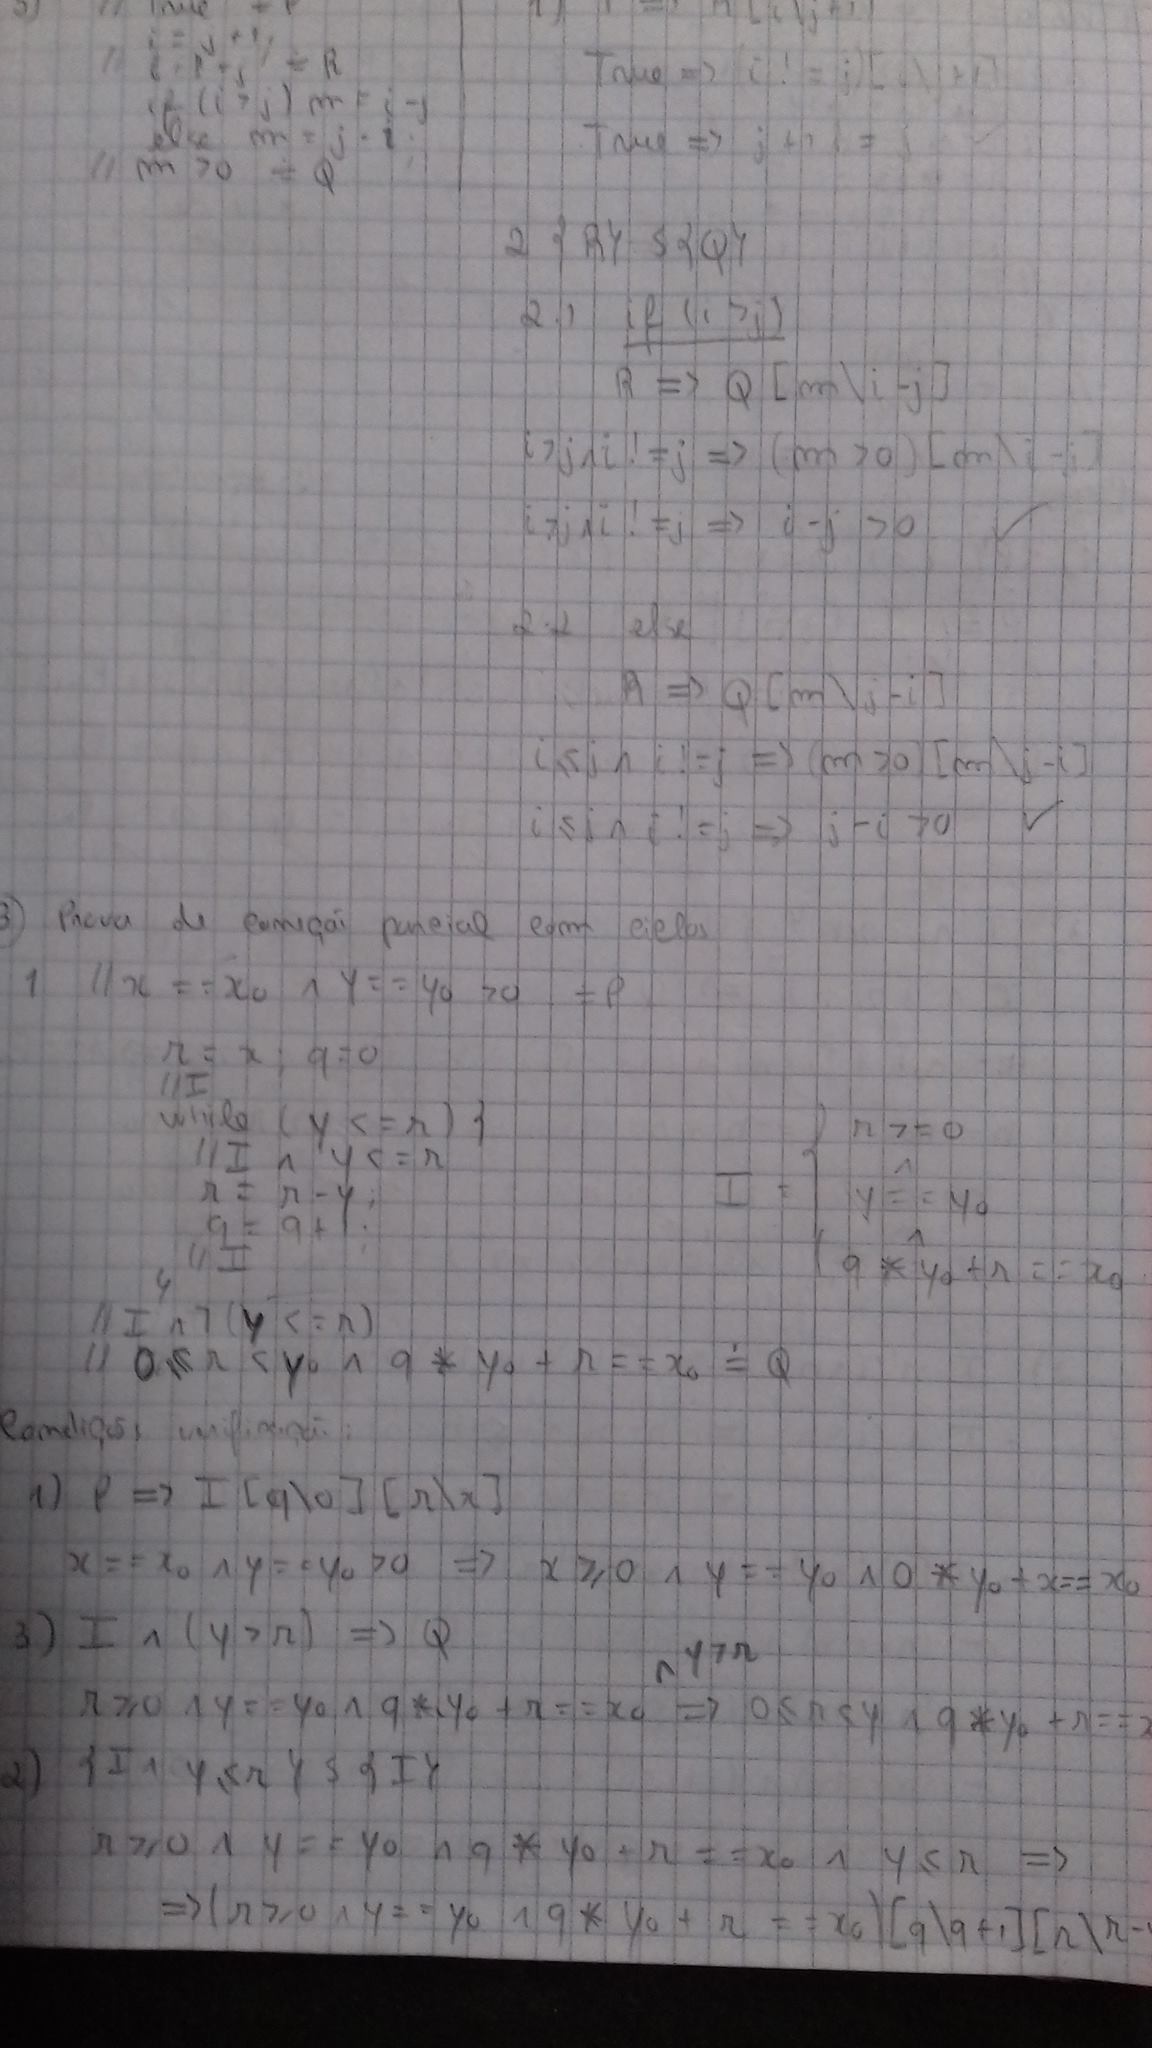 True ≐ P
i = j + 1;
// i != j ≐ R
if (i > j) m = i - j
else m = j - i;
// m > 0 ≐ Q
True => (i != j) [i\j+1]
True => j + 1 != j
2 {R} S {Q}
2.1 if (i > j)
R => Q [m\i-j]
i>j ∧ i != j => (m > 0) [m\i-j]
i>j ∧ i != j => i - j > 0 ✓
2.2 else
R => Q [m\j-i]
i ≤ j ∧ i != j => (m > 0) [m\j-i]
i ≤ j ∧ i != j => j - i > 0 ✓
3) Prova de correção parcial com ciclos
1 // x == x₀ ∧ y == y₀ > 0 ≐ P
r = x; q = 0
// I
while (y <= r) {
// I ∧ y <= r
r = r - y;
q = q + 1;
// I
}
I = { r >= 0
∧
y == y₀
∧
q * y₀ + r == x₀
// I ∧ ¬(y <= r)
// 0 ≤ r < y₀ ∧ q * y₀ + r == x₀ ≐ Q
Condições verificação:
1) P => I [q\0] [r\x]
x == x₀ ∧ y == y₀ > 0 => x ≥ 0 ∧ y == y₀ ∧ 0 * y₀ + x == x₀
3) I ∧ (y > r) => Q
∧ y > r
r ≥ 0 ∧ y == y₀ ∧ q * y₀ + r == x₀ => 0 ≤ r < y ∧ q * y₀ + r == x
2) {I ∧ y ≤ r} S {I}
r ≥ 0 ∧ y == y₀ ∧ q * y₀ + r == x₀ ∧ y ≤ r =>
=> (r ≥ 0 ∧ y == y₀ ∧ q * y₀ + r == x₀) [q\q+1] [r\r-